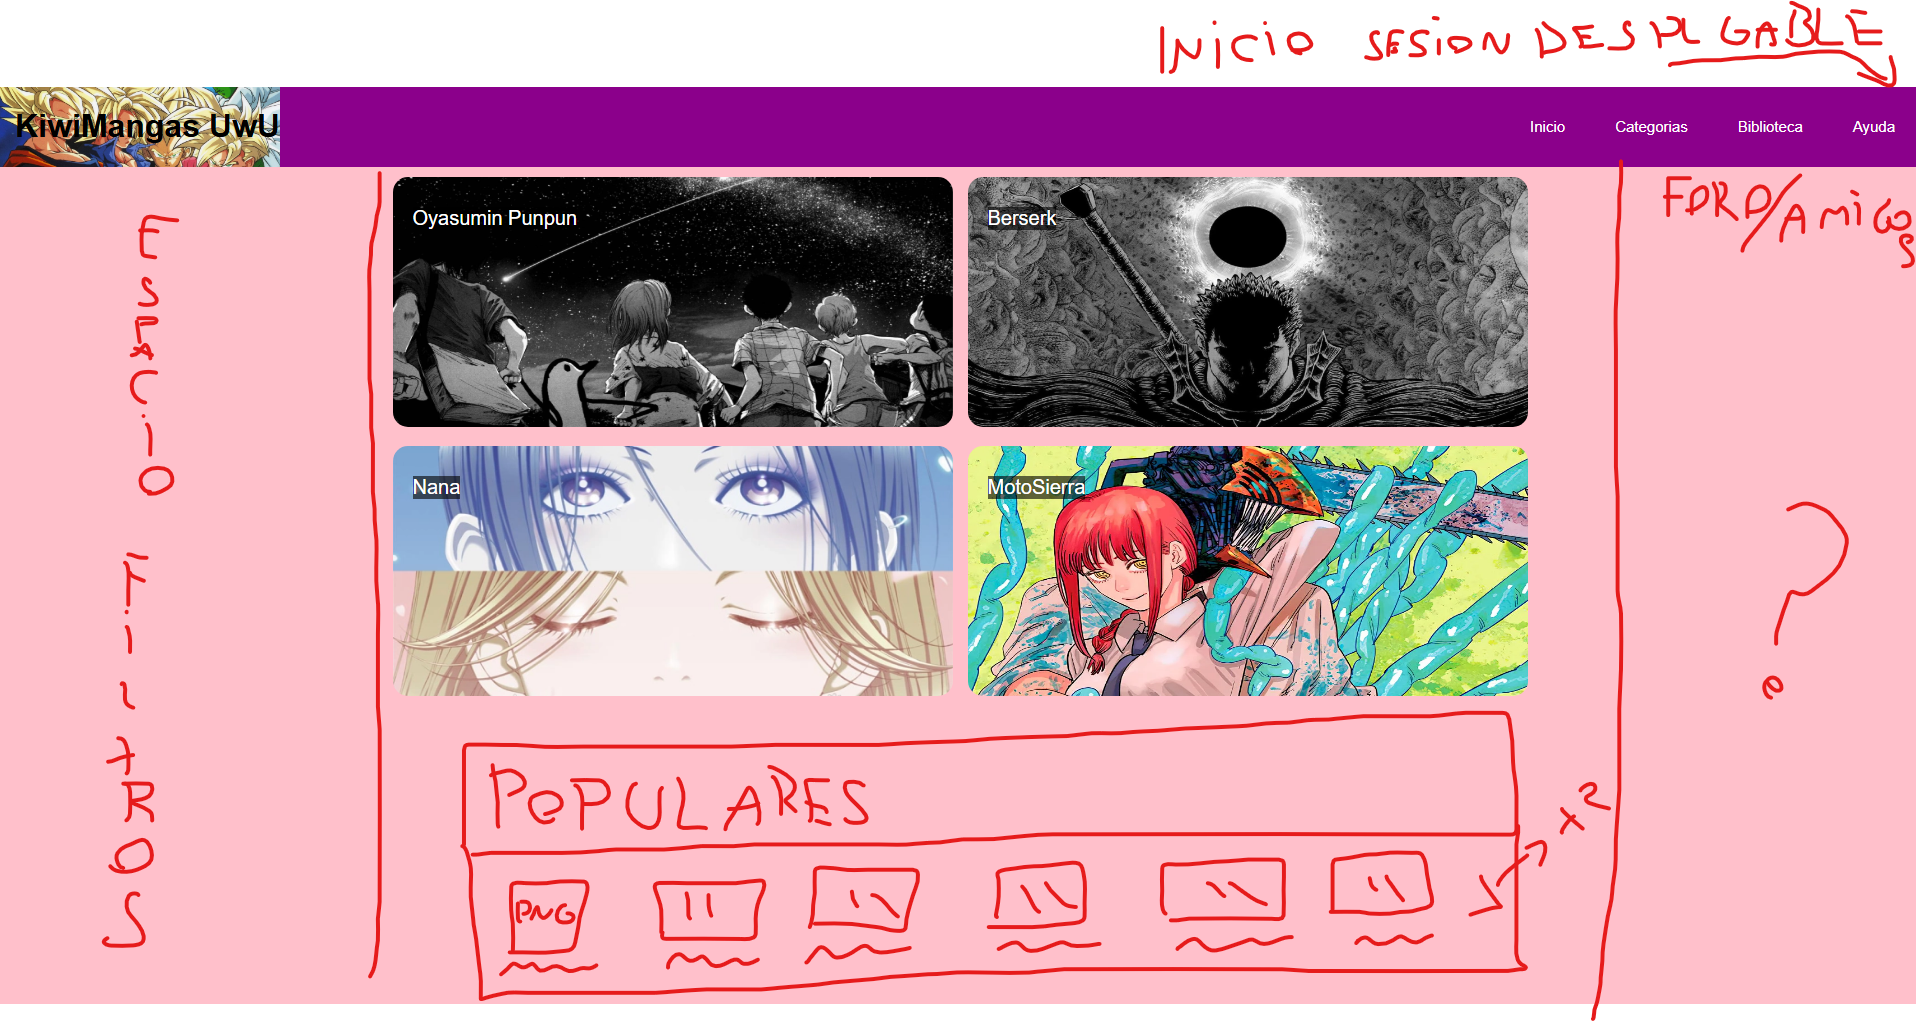 INICIO SESION DESPLGABLE
KiwiMangas UwU
Inicio
Categorias
Biblioteca
Ayuda
ESPACIO FILTROS
Oyasumin Punpun
Berserk
FORO/AMIGOS
Nana
MotoSierra
?
POPULARES
x2
PNG